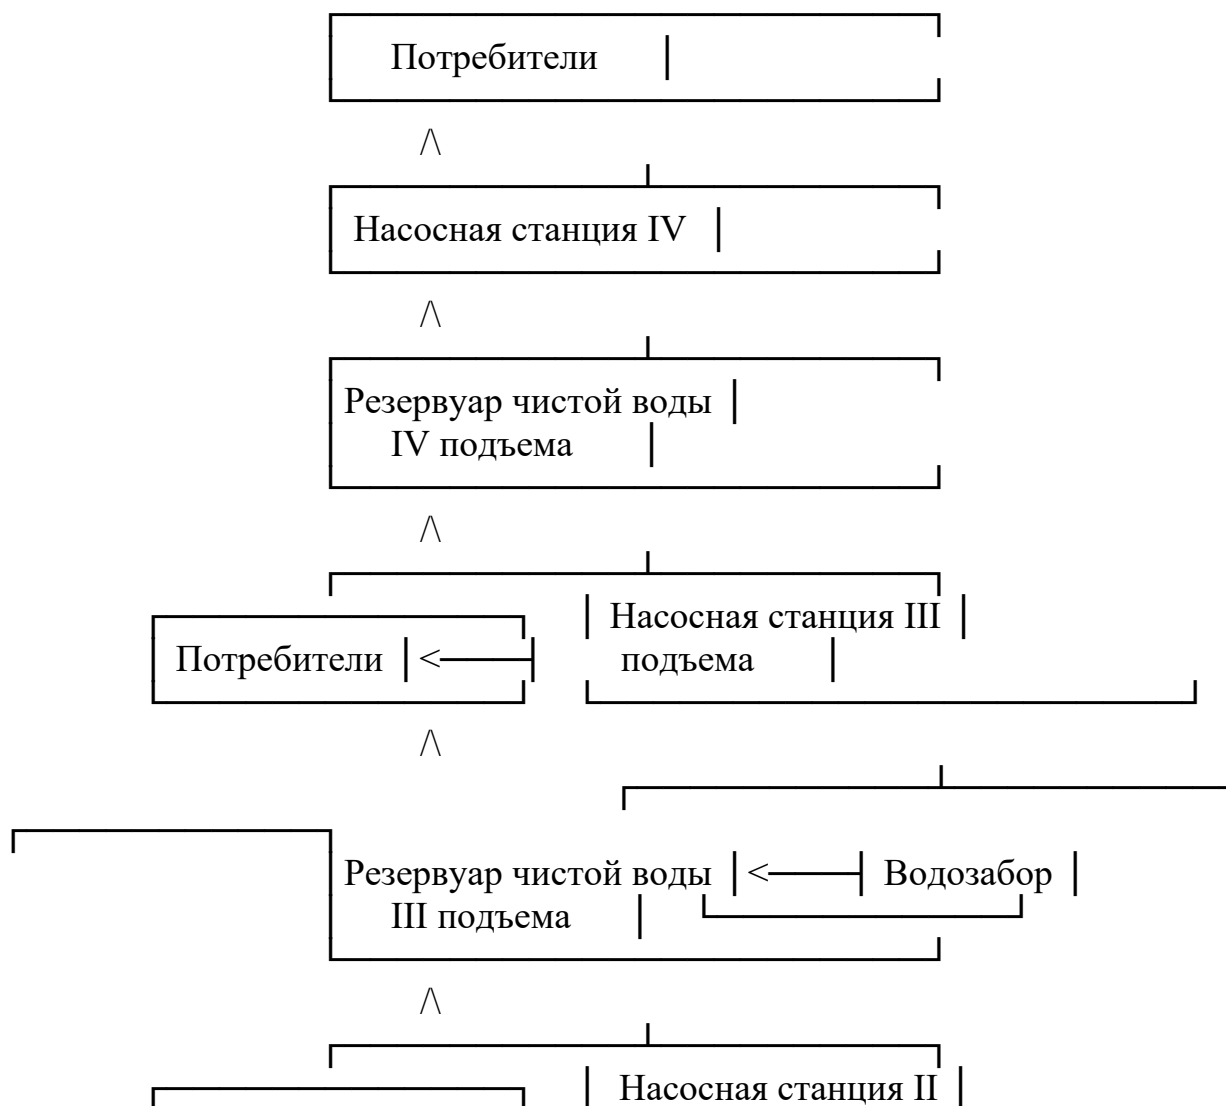 Потребители
Насосная станция IV
Резервуар чистой воды
IV подъема
Насосная станция III
Потребители < подъема
Резервуар чистой воды < Водозабор
III подъема
Насосная станция II